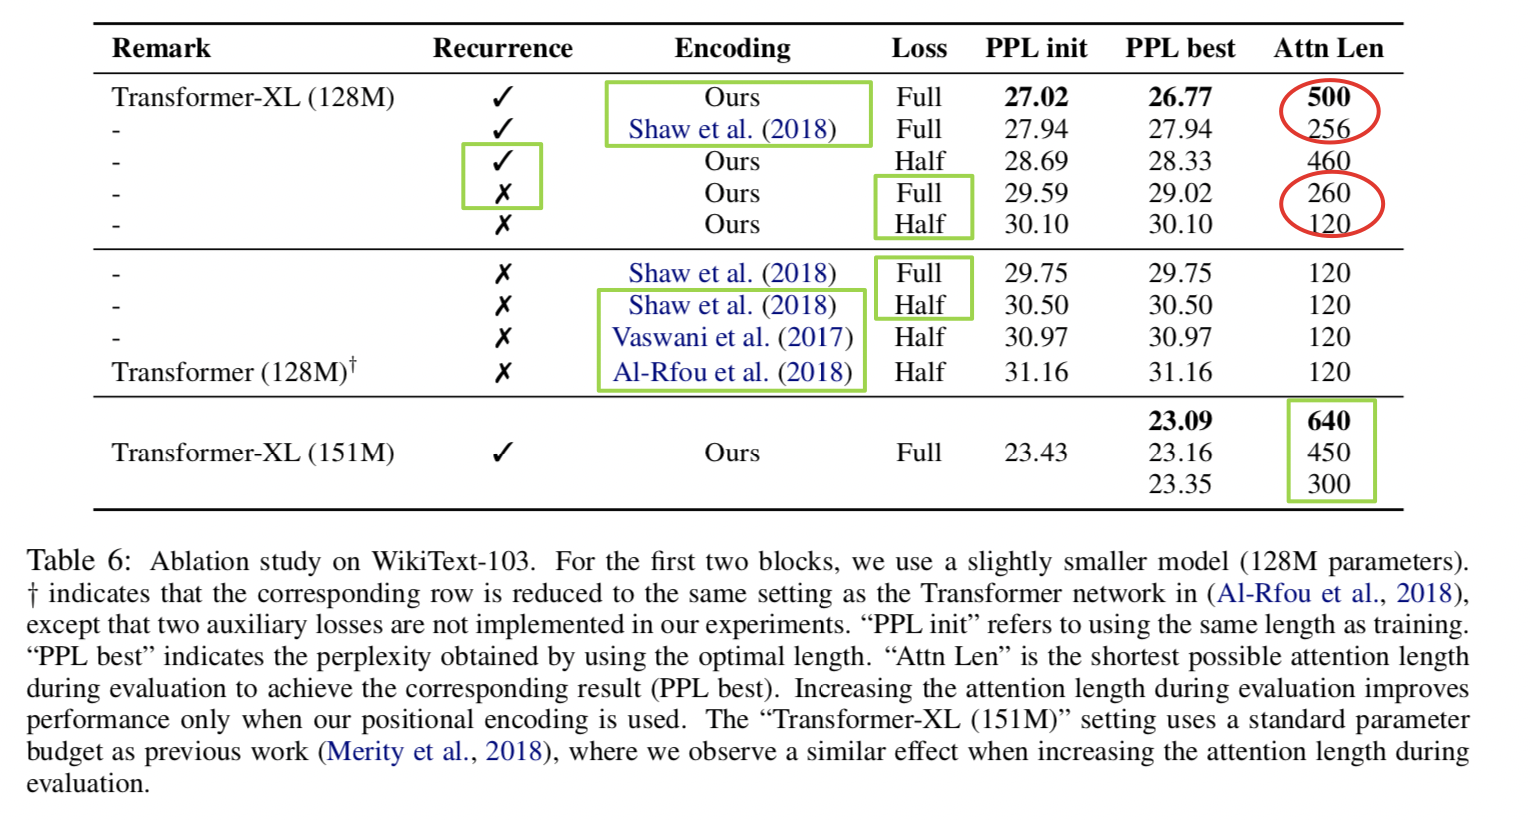 Remark Recurrence Encoding Loss PPL init PPL best Attn Len
Transformer-XL (128M) ✓ Ours Full 27.02 26.77 500
- ✓ Shaw et al. (2018) Full 27.94 27.94 256
- ✓ Ours Half 28.69 28.33 460
- ✗ Ours Full 29.59 29.02 260
- ✗ Ours Half 30.10 30.10 120
- ✗ Shaw et al. (2018) Full 29.75 29.75 120
- ✗ Shaw et al. (2018) Half 30.50 30.50 120
- ✗ Vaswani et al. (2017) Half 30.97 30.97 120
Transformer (128M)† ✗ Al-Rfou et al. (2018) Half 31.16 31.16 120
23.09 640
Transformer-XL (151M) ✓ Ours Full 23.43 23.16 450
23.35 300
Table 6: Ablation study on WikiText-103. For the first two blocks, we use a slightly smaller model (128M parameters).
† indicates that the corresponding row is reduced to the same setting as the Transformer network in (Al-Rfou et al., 2018),
except that two auxiliary losses are not implemented in our experiments. “PPL init” refers to using the same length as training.
“PPL best” indicates the perplexity obtained by using the optimal length. “Attn Len” is the shortest possible attention length
during evaluation to achieve the corresponding result (PPL best). Increasing the attention length during evaluation improves
performance only when our positional encoding is used. The “Transformer-XL (151M)” setting uses a standard parameter
budget as previous work (Merity et al., 2018), where we observe a similar effect when increasing the attention length during
evaluation.